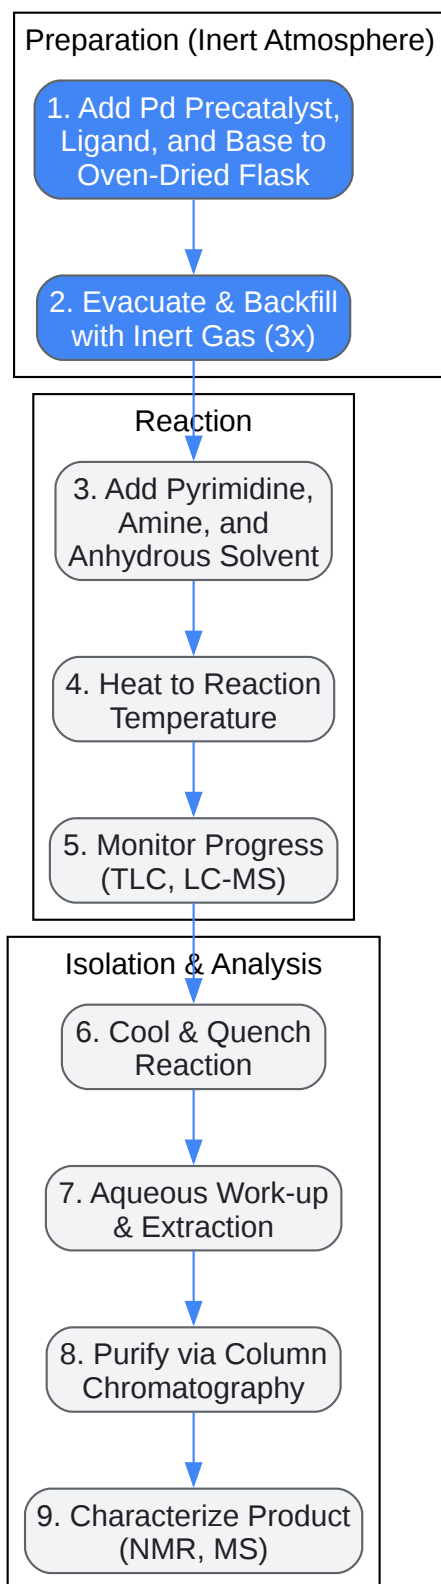 Preparation (Inert Atmosphere)
1. Add Pd Precatalyst,
Ligand, and Base to
Oven-Dried Flask
2. Evacuate & Backfill
with Inert Gas (3x)
Reaction
3. Add Pyrimidine,
Amine, and
Anhydrous Solvent
4. Heat to Reaction
Temperature
5. Monitor Progress
(TLC, LC-MS)
Isolation & Analysis
6. Cool & Quench
Reaction
7. Aqueous Work-up
& Extraction
8. Purify via Column
Chromatography
9. Characterize Product
(NMR, MS)